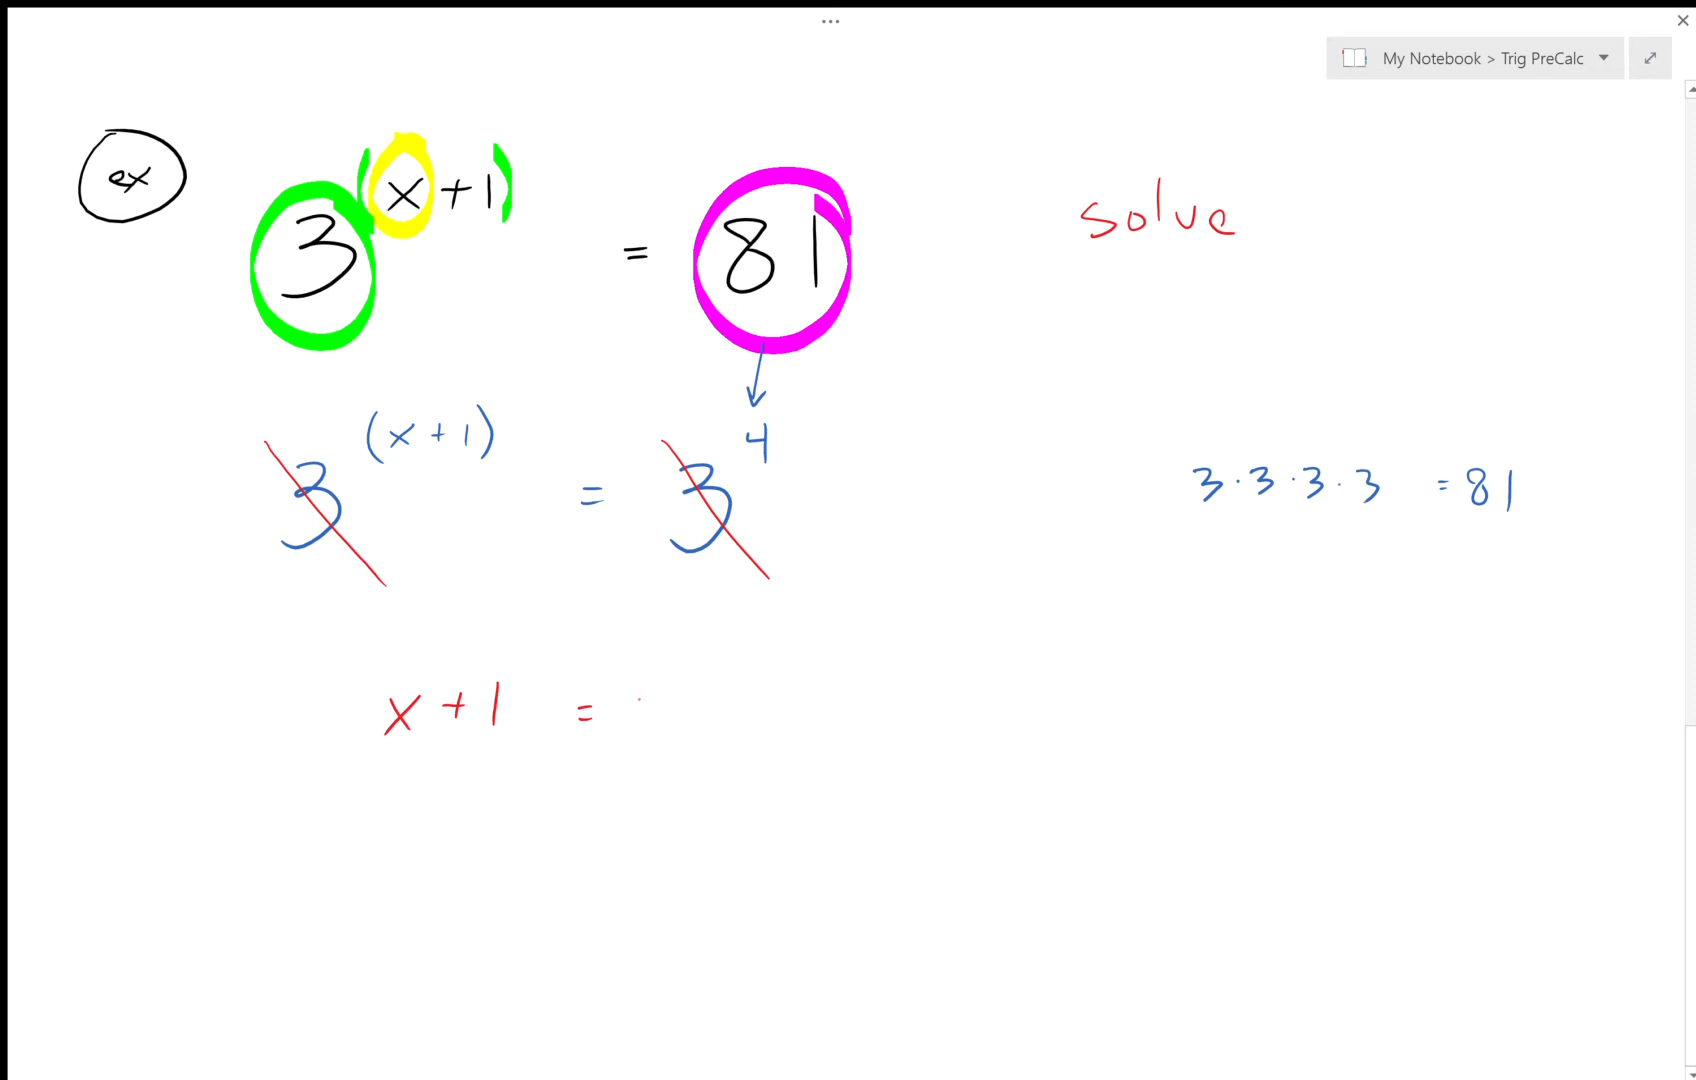 My Notebook > Trig PreCalc
ex
3^(x+1) = 81
solve
3^(x+1) = 3^4
3·3·3·3 = 81
x+1 =